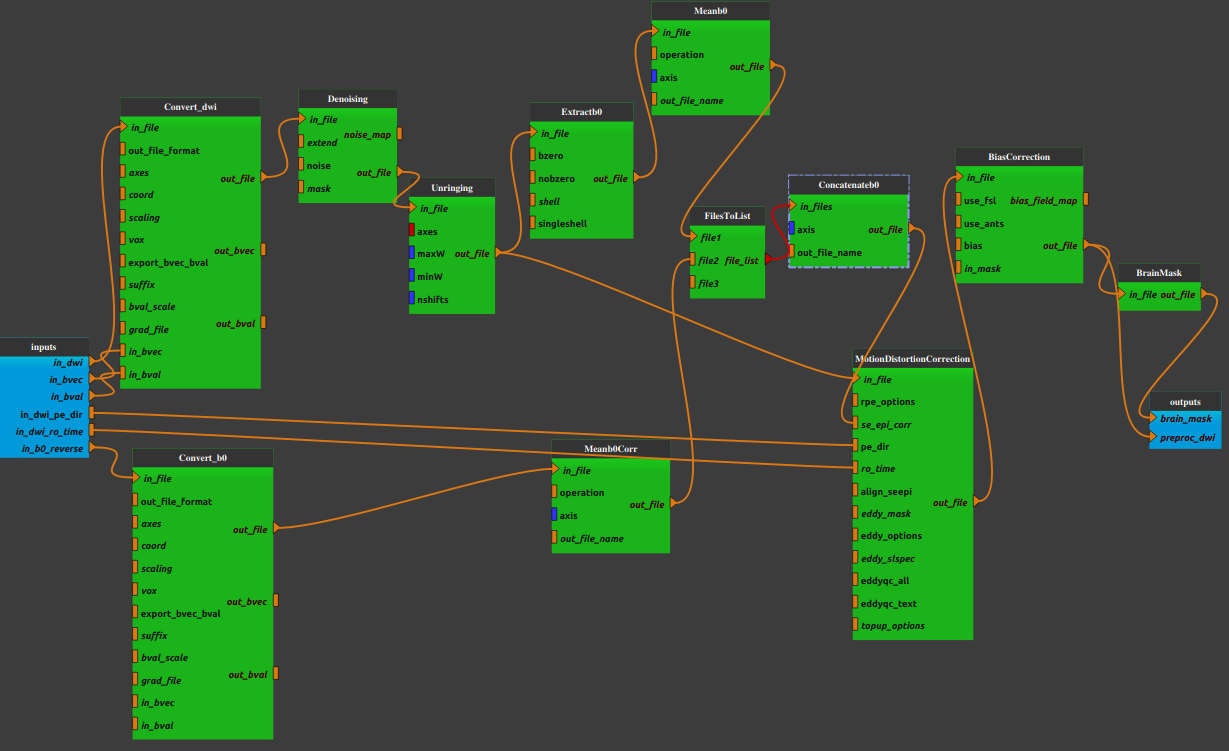 Meanb0
in_file
operation
axis
out_file_name
out_file
Convert_dwi
in_file
out_file_format
axes
coord
scaling
vox
export_bvec_bval
suffix
bval_scale
grad_file
in_bvec
in_bval
out_file
out_bvec
out_bval
Denoising
in_file
extend
noise
mask
noise_map
out_file
Unringing
in_file
axes
maxW
minW
nshifts
out_file
Extractb0
in_file
bzero
nobzero
shell
singleshell
out_file
FilesToList
file1
file2
file3
file_list
Concatenateb0
in_files
axis
out_file_name
out_file
BiasCorrection
in_file
use_fsl
use_ants
bias
in_mask
bias_field_map
out_file
BrainMask
in_file out_file
inputs
in_dwi
in_bvec
in_bval
in_dwi_pe_dir
in_dwi_ro_time
in_b0_reverse
Convert_b0
in_file
out_file_format
axes
coord
scaling
vox
export_bvec_bval
suffix
bval_scale
grad_file
in_bvec
in_bval
out_file
out_bvec
out_bval
Meanb0Corr
in_file
operation
axis
out_file_name
out_file
MotionDistortionCorrection
in_file
rpe_options
se_epi_corr
pe_dir
ro_time
align_seepi
eddy_mask
eddy_options
eddy_slspec
eddyqc_all
eddyqc_text
topup_options
out_file
outputs
brain_mask
preproc_dwi